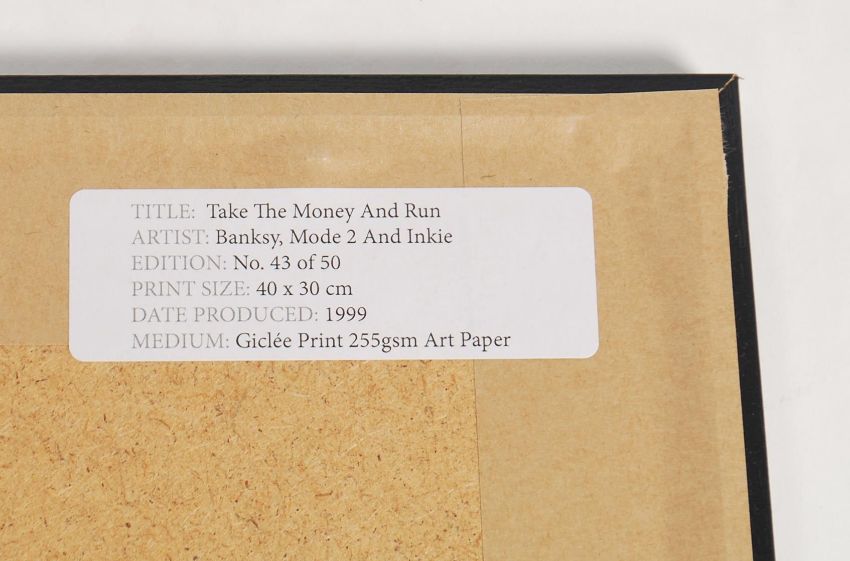 TITLE: Take The Money And Run
ARTIST: Banksy, Mode 2 And Inkie
EDITION: No. 43 of 50
PRINT SIZE: 40 x 30 cm
DATE PRODUCED: 1999
MEDIUM: Giclée Print 255gsm Art Paper